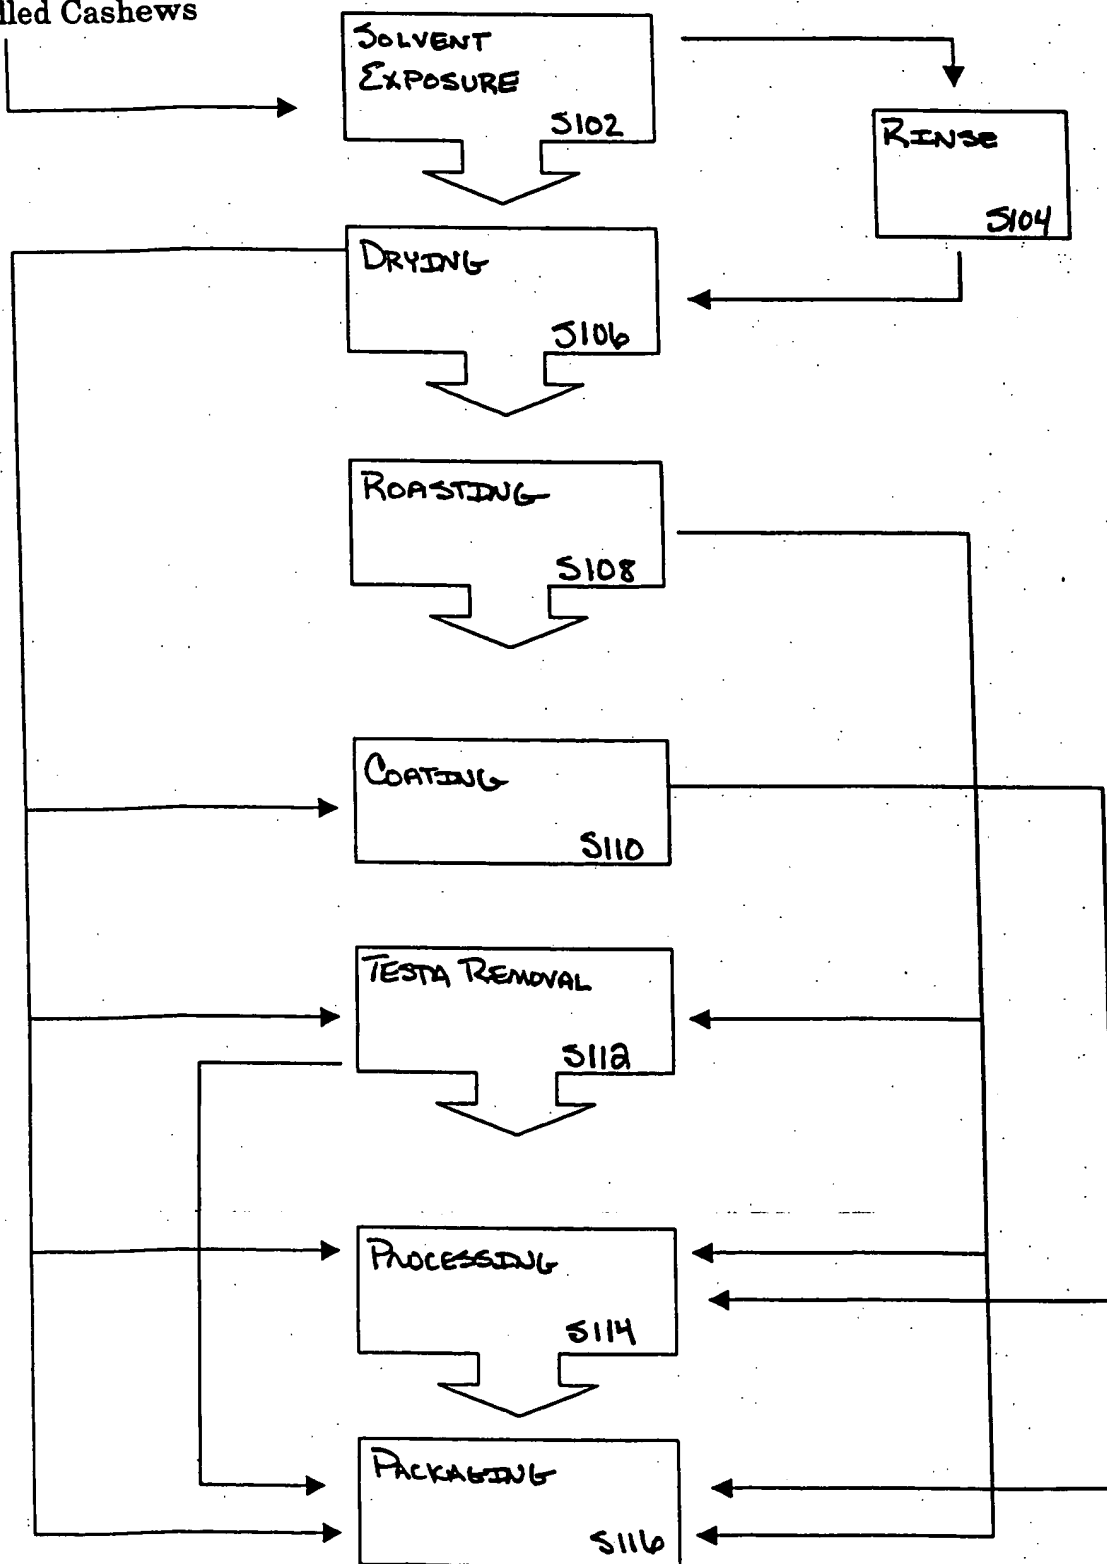 lled Cashews
SOLVENT
EXPOSURE
S102
RINSE
S104
DRYING
S106
ROASTING
S108
COATING
S110
TESTA REMOVAL
S112
PROCESSING
S114
PACKAGING
S116